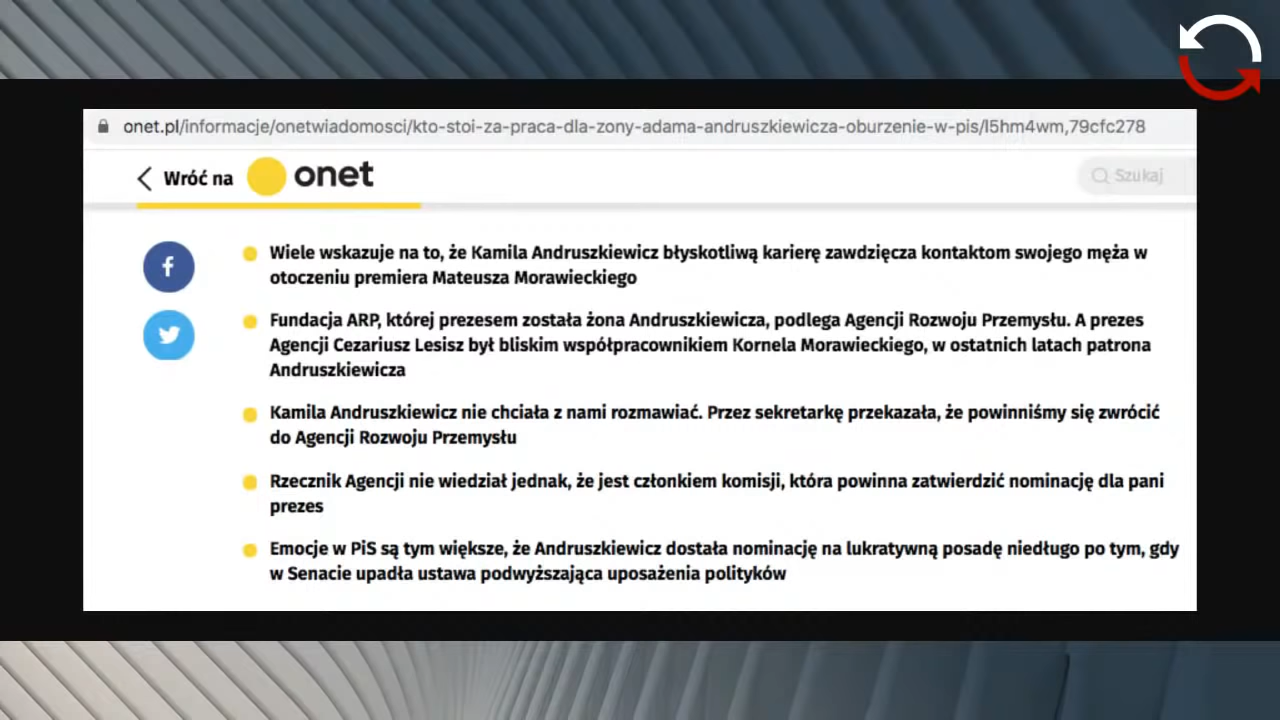 onet.pl/informacje/onetwiadomosci/kto-stoi-za-praca-dla-zony-adama-andruszkiewicza-oburzenie-w-pis/l5hm4wm,79cfc278
Wróć na onet
Szukaj
Wiele wskazuje na to, że Kamila Andruszkiewicz błyskotliwą karierę zawdzięcza kontaktom swojego męża w
otoczeniu premiera Mateusza Morawieckiego
Fundacja ARP, której prezesem została żona Andruszkiewicza, podlega Agencji Rozwoju Przemysłu. A prezes
Agencji Cezariusz Lesisz był bliskim współpracownikiem Kornela Morawieckiego, w ostatnich latach patrona
Andruszkiewicza
Kamila Andruszkiewicz nie chciała z nami rozmawiać. Przez sekretarkę przekazała, że powinniśmy się zwrócić
do Agencji Rozwoju Przemysłu
Rzecznik Agencji nie wiedział jednak, że jest członkiem komisji, która powinna zatwierdzić nominację dla pani
prezes
Emocje w PiS są tym większe, że Andruszkiewicz dostała nominację na lukratywną posadę niedługo po tym, gdy
w Senacie upadła ustawa podwyższająca uposażenia polityków